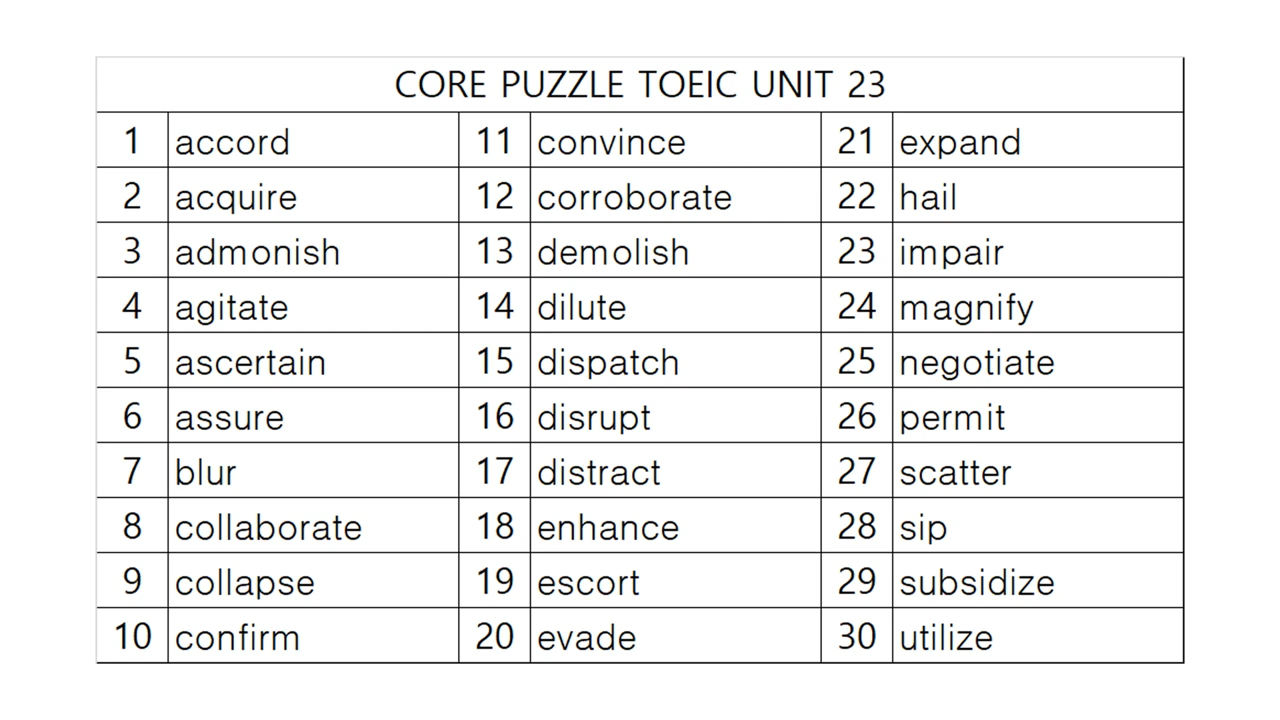 CORE PUZZLE TOEIC UNIT 23
1 accord 11 convince 21 expand
2 acquire 12 corroborate 22 hail
3 admonish 13 demolish 23 impair
4 agitate 14 dilute 24 magnify
5 ascertain 15 dispatch 25 negotiate
6 assure 16 disrupt 26 permit
7 blur 17 distract 27 scatter
8 collaborate 18 enhance 28 sip
9 collapse 19 escort 29 subsidize
10 confirm 20 evade 30 utilize